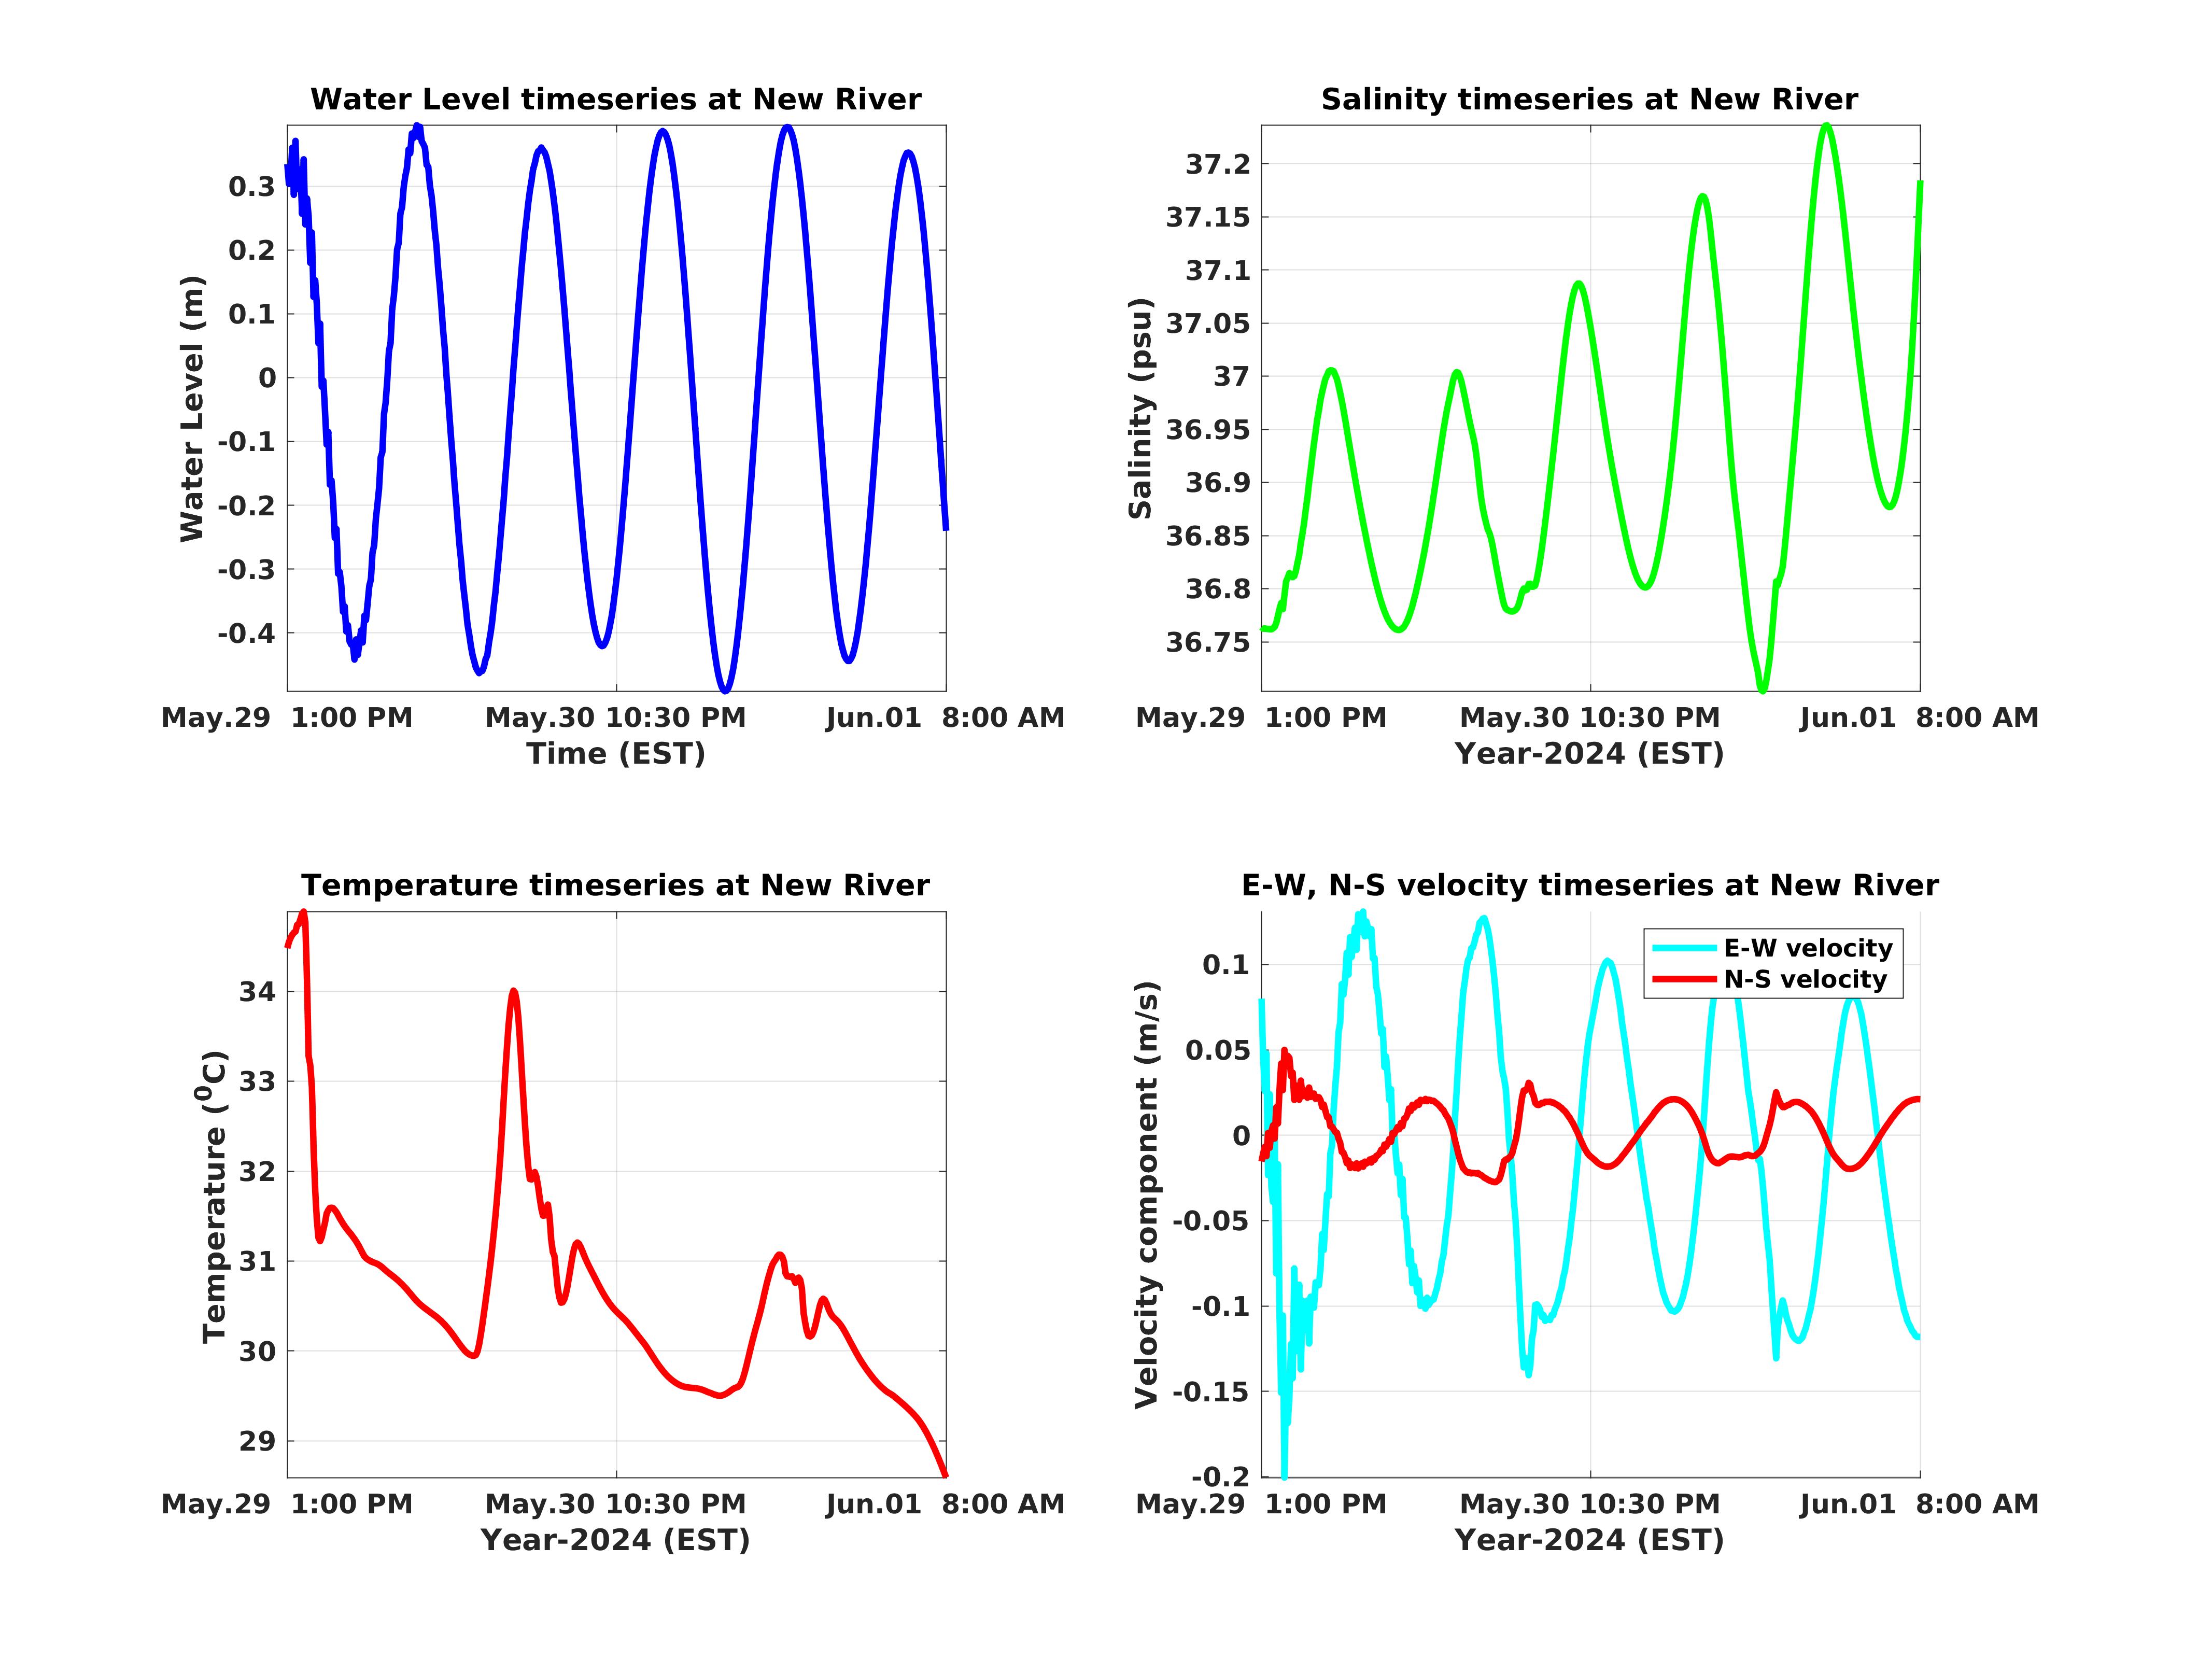 Water Level timeseries at New River
Water Level (m)
0.3
0.2
0.1
0
-0.1
-0.2
-0.3
-0.4
May.29 1:00 PM May.30 10:30 PM Jun.01 8:00 AM
Time (EST)
Salinity timeseries at New River
Salinity (psu)
37.2
37.15
37.1
37.05
37
36.95
36.9
36.85
36.8
36.75
May.29 1:00 PM May.30 10:30 PM Jun.01 8:00 AM
Year-2024 (EST)
Temperature timeseries at New River
Temperature (⁰C)
34
33
32
31
30
29
May.29 1:00 PM May.30 10:30 PM Jun.01 8:00 AM
Year-2024 (EST)
E-W, N-S velocity timeseries at New River
Velocity component (m/s)
E-W velocity
N-S velocity
0.1
0.05
0
-0.05
-0.1
-0.15
-0.2
May.29 1:00 PM May.30 10:30 PM Jun.01 8:00 AM
Year-2024 (EST)